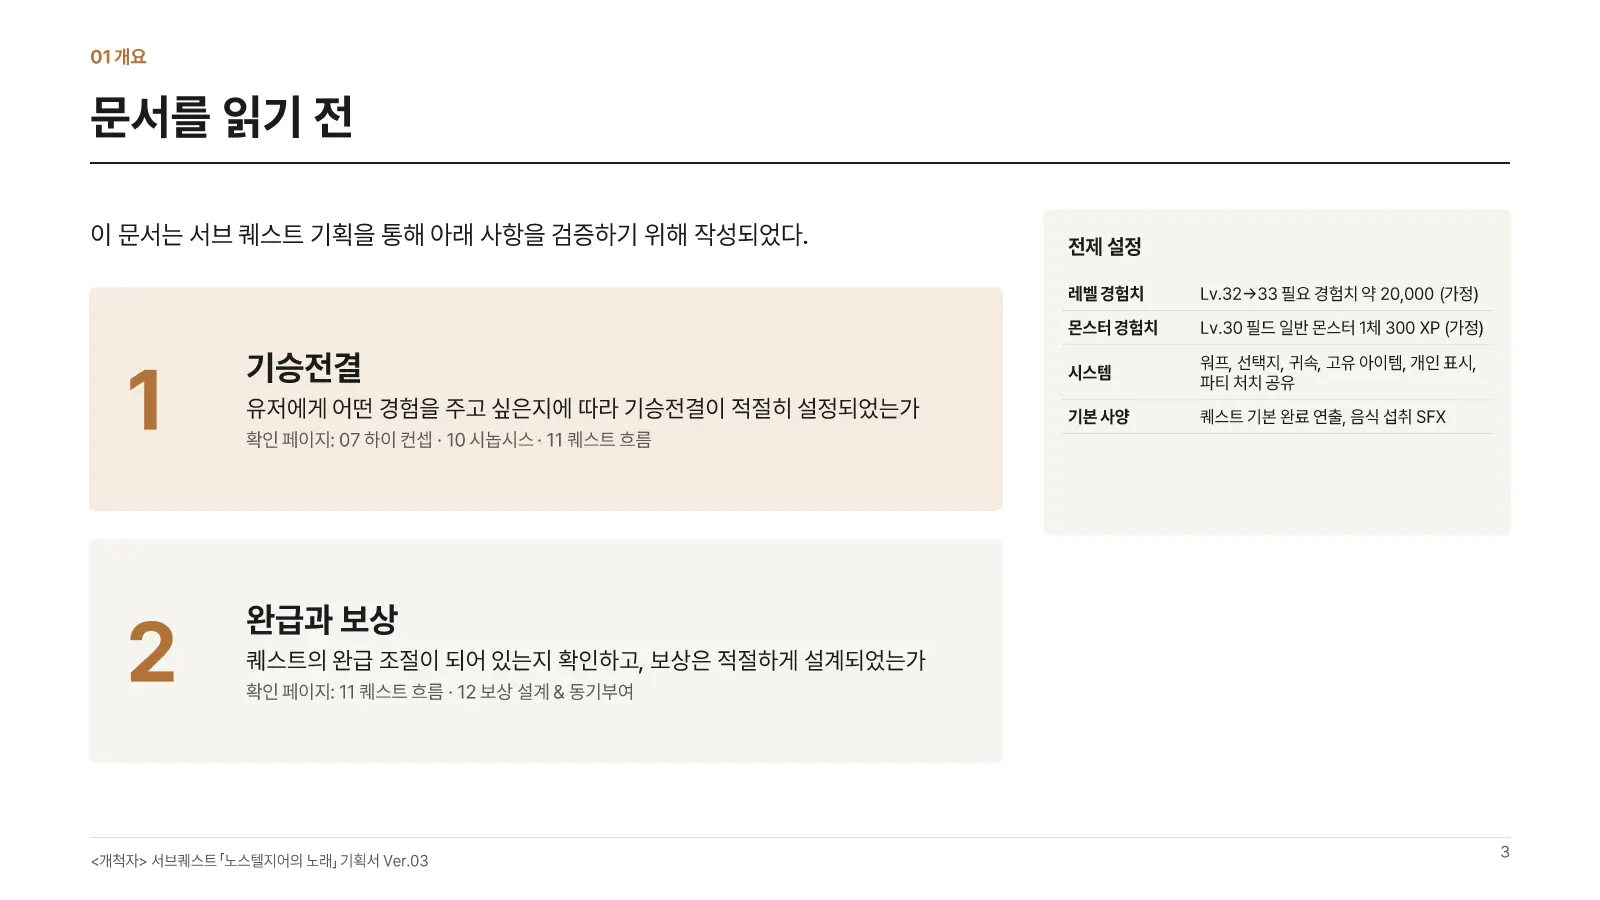 01 개요
문서를 읽기 전
이 문서는 서브 퀘스트 기획을 통해 아래 사항을 검증하기 위해 작성되었다.
1
기승전결
유저에게 어떤 경험을 주고 싶은지에 따라 기승전결이 적절히 설정되었는가
확인 페이지: 07 하이 컨셉 · 10 시놉시스 · 11 퀘스트 흐름
2
완급과 보상
퀘스트의 완급 조절이 되어 있는지 확인하고, 보상은 적절하게 설계되었는가
확인 페이지: 11 퀘스트 흐름 · 12 보상 설계 & 동기부여
전제 설정
레벨 경험치 Lv.32→33 필요 경험치 약 20,000 (가정)
몬스터 경험치 Lv.30 필드 일반 몬스터 1체 300 XP (가정)
시스템 워프, 선택지, 귀속, 고유 아이템, 개인 표시,
파티 처치 공유
기본 사양 퀘스트 기본 완료 연출, 음식 섭취 SFX
<개척자> 서브퀘스트 「노스텔지어의 노래」 기획서 Ver.03
3